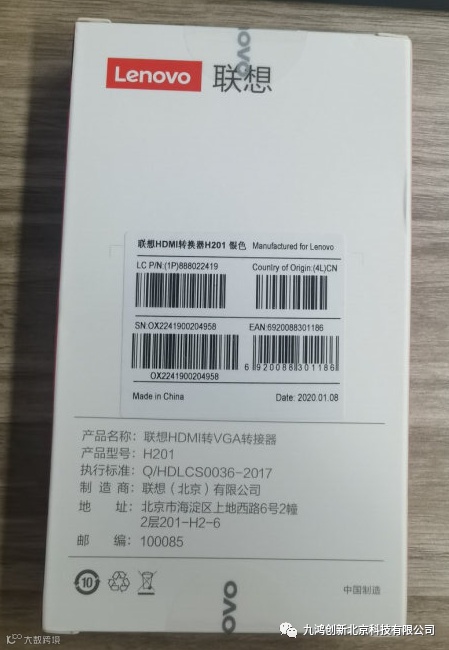 Lenovo 联想
联想HDMI转换器H201 银色 Manufactured for Lenovo
LC P/N:(1P)888022419 Country of Origin:(4L)CN
SN:OX2241900204958 EAN:6920088301186
OX2241900204958 6 920088 301186
Made in China Date: 2020.01.08
产品名称: 联想HDMI转VGA转接器
产品型号: H201
执行标准: Q/HDLCS0036-2017
制 造 商: 联想(北京)有限公司
地 址: 北京市海淀区上地西路6号2幢
2层201-H2-6
邮 编: 100085
10
中国制造
ovo
九鸿创新北京科技有限公司
大数跨境